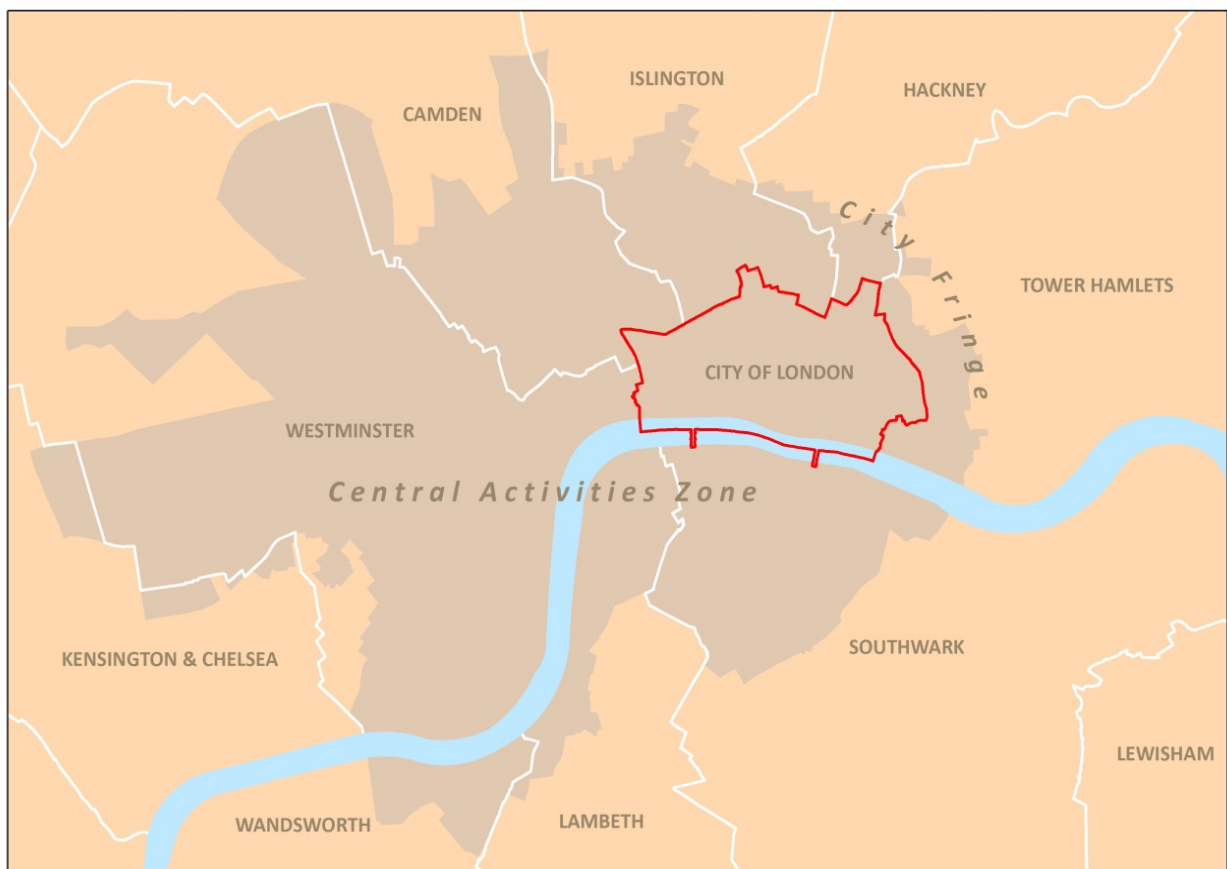 ISLINGTON
HACKNEY
CAMDEN
City Fringe
TOWER HAMLETS
CITY OF LONDON
WESTMINSTER
Central Activities Zone
SOUTHWARK
KENSINGTON & CHELSEA
LEWISHAM
LAMBETH
WANDSWORTH